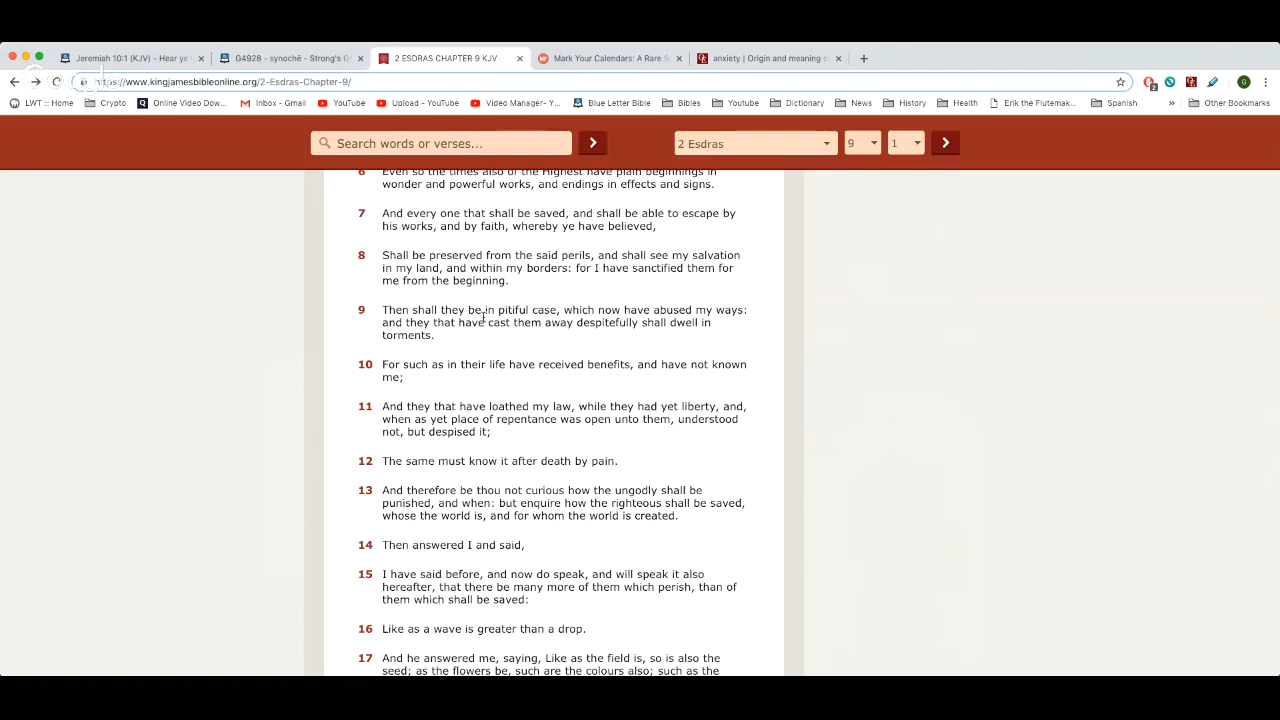 Jeremiah 10:1 (KJV) - Hear ye
G4928 - synochē - Strong's G
2 ESDRAS CHAPTER 9 KJV
Mark Your Calendars: A Rare S
anxiety | Origin and meaning
https://www.kingjamesbibleonline.org/2-Esdras-Chapter-9/
2
G
LWT :: Home
Crypto
Online Video Dow...
Inbox - Gmail
YouTube
Upload - YouTube
Video Manager- Y...
Blue Letter Bible
Bibles
Youtube
Dictionary
News
History
Health
Erik the Flutemak...
Spanish
»
Other Bookmarks
Search words or verses...
2 Esdras
9
1
6 Even so the times also of the Highest have plain beginnings in
wonder and powerful works, and endings in effects and signs.
7 And every one that shall be saved, and shall be able to escape by
his works, and by faith, whereby ye have believed,
8 Shall be preserved from the said perils, and shall see my salvation
in my land, and within my borders: for I have sanctified them for
me from the beginning.
9 Then shall they be in pitiful case, which now have abused my ways:
and they that have cast them away despitefully shall dwell in
torments.
10 For such as in their life have received benefits, and have not known
me;
11 And they that have loathed my law, while they had yet liberty, and,
when as yet place of repentance was open unto them, understood
not, but despised it;
12 The same must know it after death by pain.
13 And therefore be thou not curious how the ungodly shall be
punished, and when: but enquire how the righteous shall be saved,
whose the world is, and for whom the world is created.
14 Then answered I and said,
15 I have said before, and now do speak, and will speak it also
hereafter, that there be many more of them which perish, than of
them which shall be saved:
16 Like as a wave is greater than a drop.
17 And he answered me, saying, Like as the field is, so is also the
seed; as the flowers be, such are the colours also; such as the